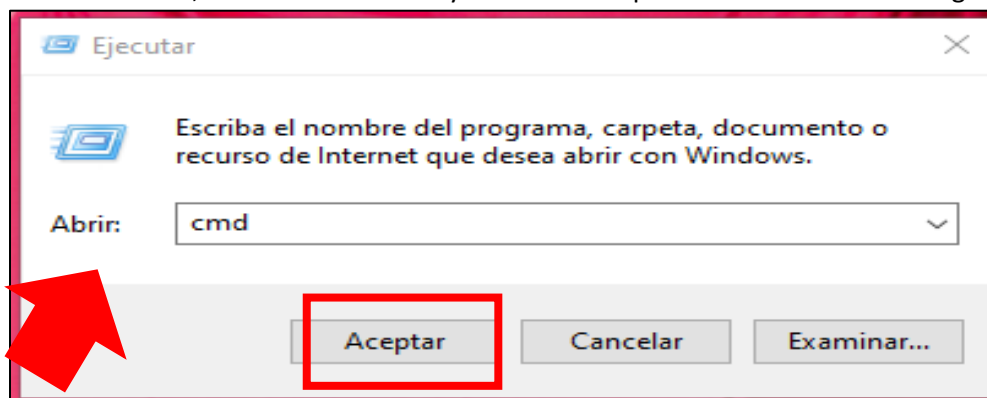 Ejecutar
Escriba el nombre del programa, carpeta, documento o
recurso de Internet que desea abrir con Windows.
Abrir:
cmd
Aceptar
Cancelar
Examinar...